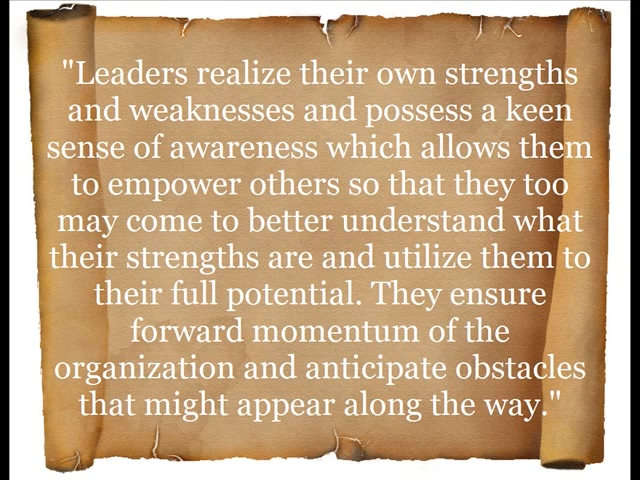 "Leaders realize their own strengths
and weaknesses and possess a keen
sense of awareness which allows them
to empower others so that they too
may come to better understand what
their strengths are and utilize them to
their full potential. They ensure
forward momentum of the
organization and anticipate obstacles
that might appear along the way."